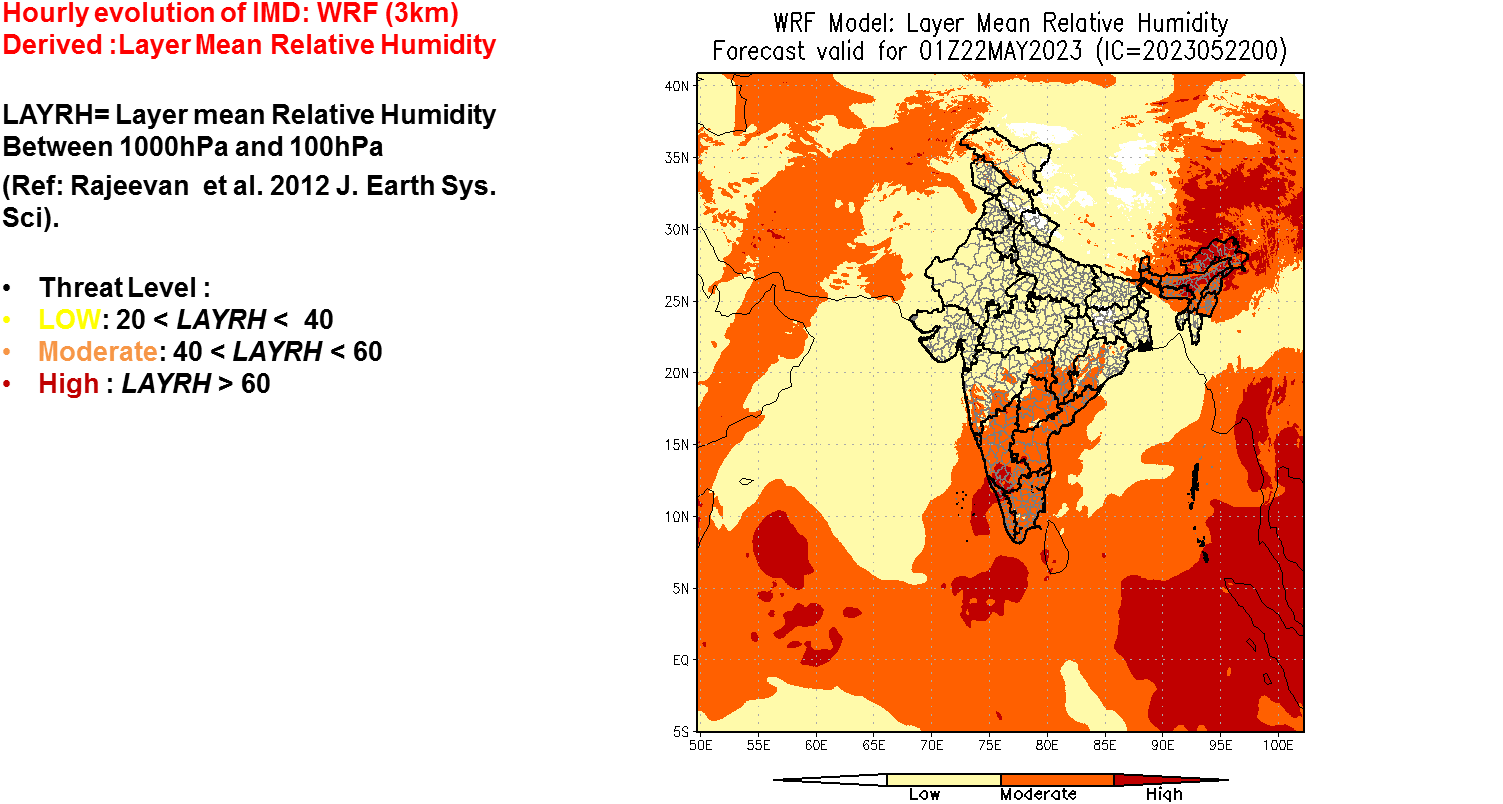 Hourly evolution of IMD: WRF (3km)
Derived :Layer Mean Relative Humidity
LAYRH= Layer mean Relative Humidity
Between 1000hPa and 100hPa
(Ref: Rajeevan et al. 2012 J. Earth Sys.
Sci).
• Threat Level :
• LOW: 20 < LAYRH < 40
• Moderate: 40 < LAYRH < 60
• High : LAYRH > 60
WRF Model: Layer Mean Relative Humidity
Forecast valid for 01Z22MAY2023 (IC=2023052200)
40N
35N
30N
25N
20N
15N
10N
5N
EQ
5S
50E 55E 60E 65E 70E 75E 80E 85E 90E 95E 100E
Low Moderate High